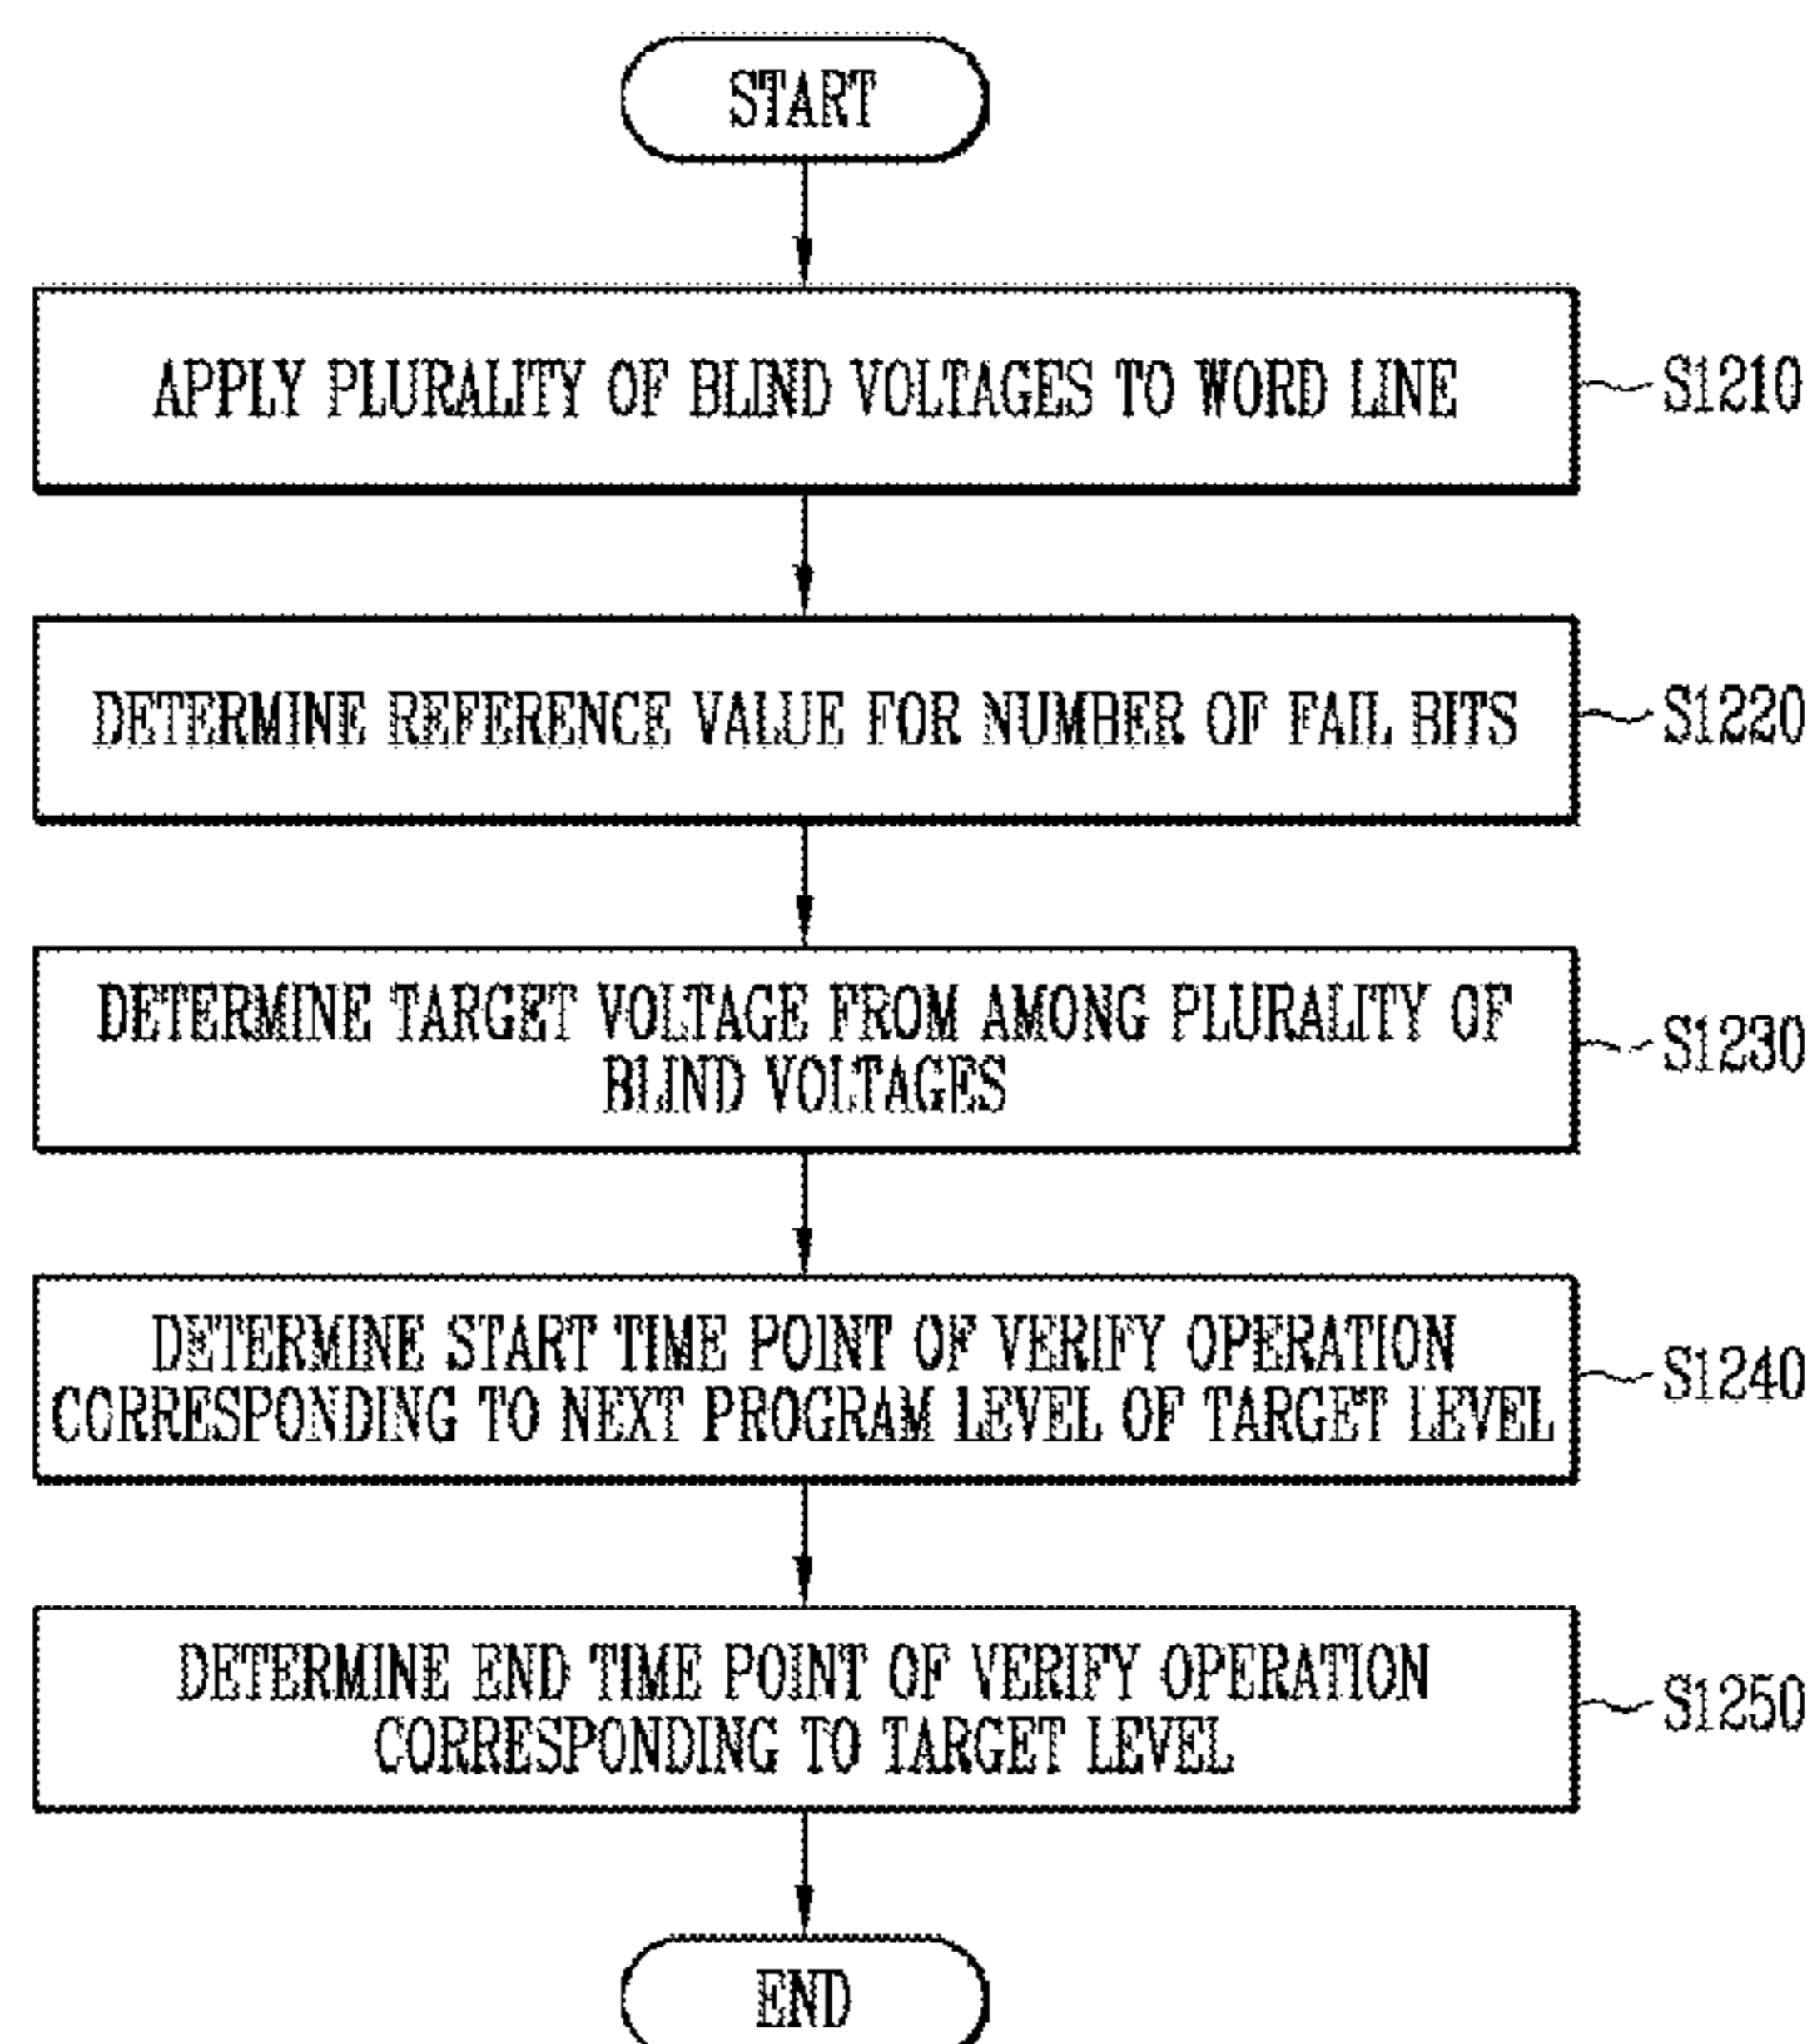 START
APPLY PLURALITY OF BLIND VOLTAGES TO WORD LINE
S1210
DETERMINE REFERENCE VALUE FOR NUMBER OF FAIL BITS
S1220
DETERMINE TARGET VOLTAGE FROM AMONG PLURALITY OF
BLIND VOLTAGES
S1230
DETERMINE START TIME POINT OF VERIFY OPERATION
CORRESPONDING TO NEXT PROGRAM LEVEL OF TARGET LEVEL
S1240
DETERMINE END TIME POINT OF VERIFY OPERATION
CORRESPONDING TO TARGET LEVEL
S1250
END